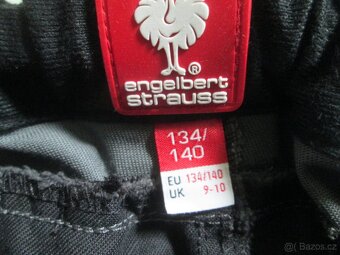 ®
engelbert
strauss
134/
140
EU 134/140
UK 9-10
Bazos.cz